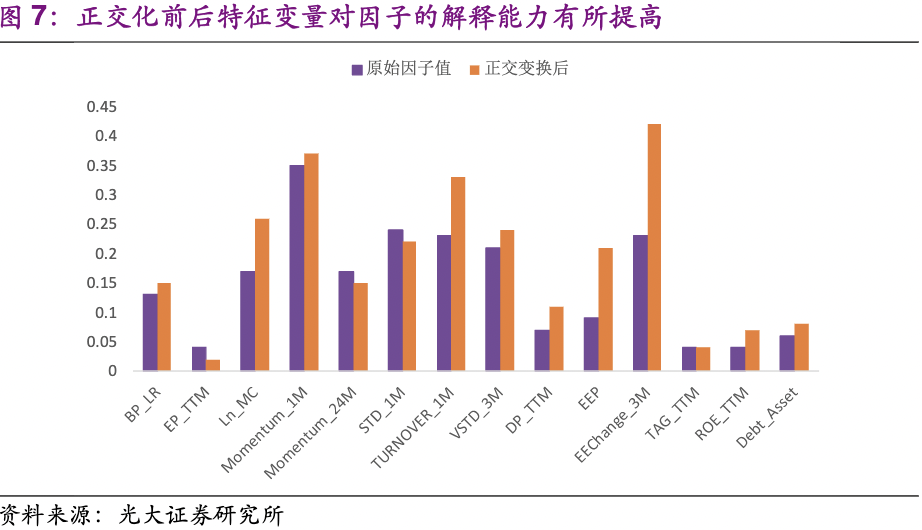 图 7：正交化前后特征变量对因子的解释能力有所提高
原始因子值 正交变换后
0.45
0.4
0.35
0.3
0.25
0.2
0.15
0.1
0.05
0
BP_LR
EP_TTM
Ln_MC
Momentum_1M
Momentum_24M
STD_1M
TURNOVER_1M
VSTD_3M
DP_TTM
EEP
EEChange_3M
TAG_TTM
ROE_TTM
Debt_Asset
资料来源：光大证券研究所